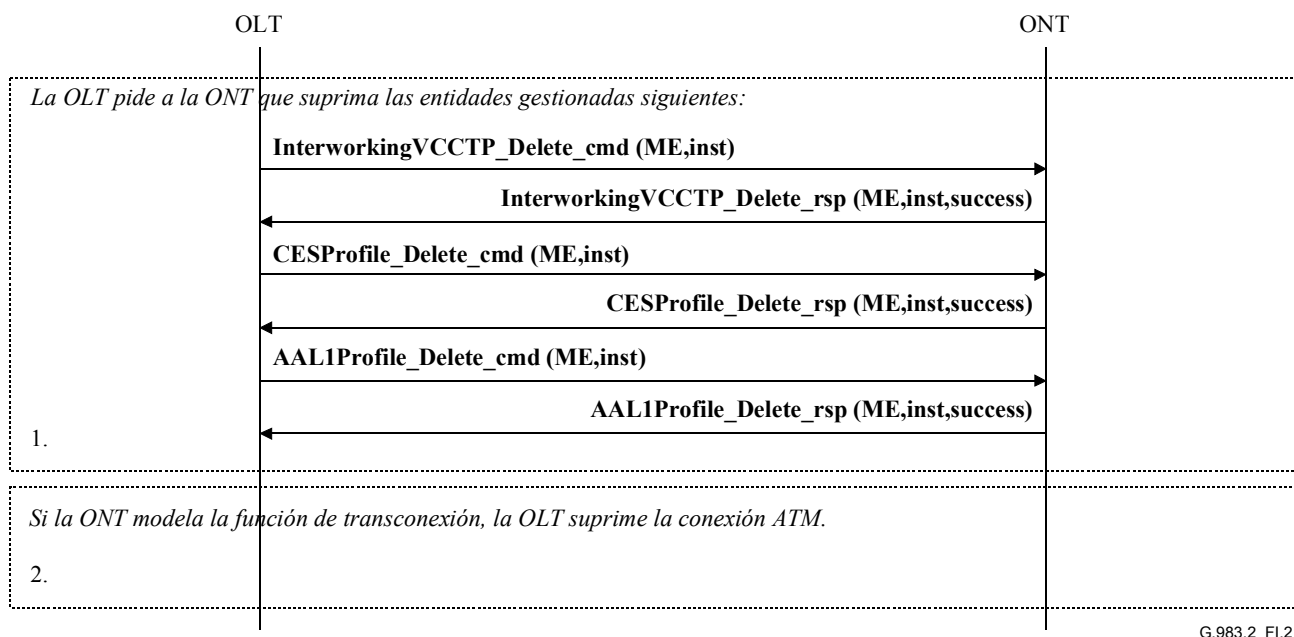 OLT ONT
La OLT pide a la ONT que suprima las entidades gestionadas siguientes:
InterworkingVCCTP_Delete_cmd (ME,inst)
InterworkingVCCTP_Delete_rsp (ME,inst,success)
CESProfile_Delete_cmd (ME,inst)
CESProfile_Delete_rsp (ME,inst,success)
AAL1Profile_Delete_cmd (ME,inst)
AAL1Profile_Delete_rsp (ME,inst,success)
1.
Si la ONT modela la función de transconexión, la OLT suprime la conexión ATM.
2.
G.983.2_FI.2